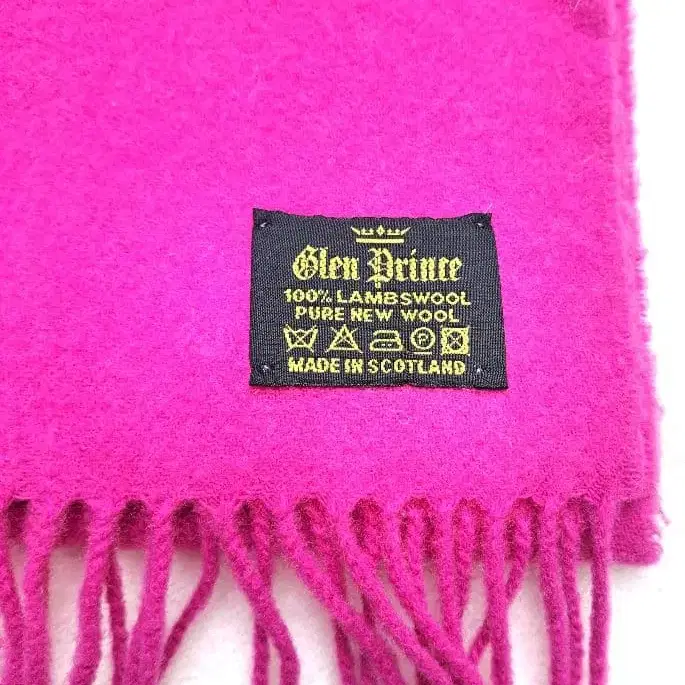 Glen Prince
100% LAMBSWOOL
PURE NEW WOOL
P
MADE IN SCOTLAND